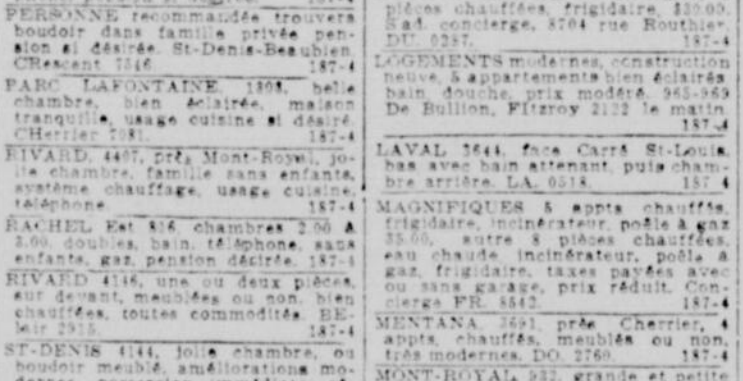 PERSONNE recommandée trouvera
boudoir dans famille privée pen-
sion si désirée. St-Denis-Beaubien.
CRescent 7546. 187-4
PARC LAFONTAINE, 1898, belle
chambre, bien éclairée, maison
tranquille, usage cuisine si désiré.
CHerrier 7981. 187-4
RIVARD, 4407, près Mont-Royal, jo-
lie chambre, famille sans enfants,
système chauffage, usage cuisine,
téléphone. 187-4
RACHEL Est 816, chambres 2.00 à
3.00, doubles, bain, téléphone, sans
enfants, gaz, pension désirée. 187-4
RIVARD 4146, une ou deux pièces,
sur devant, meublées ou non, bien
chauffées, toutes commodités. BE-
lair 2915. 187-4
ST-DENIS 4144, jolie chambre, ou
boudoir meublé, améliorations mo-
pièces chauffées, frigidaire, $30.00.
Sad. concierge, 8704 rue Routhier,
DU. 0287. 187-4
LOGEMENTS modernes, construction
neuve, 5 appartements bien éclairés
bain, douche, prix modéré. 965-969
De Bullion, FItzroy 2122 le matin.
187-4
LAVAL 3644, face Carré St-Louis,
bas avec bain attenant, puis cham-
bre arrière. LA. 0518. 187 4
MAGNIFIQUES 5 appts chauffés,
frigidaire, incinérateur, poêle à gaz
35.00, autre 8 pièces chauffées,
eau chaude, incinérateur, poêle à
gaz, frigidaire, taxes payées avec
ou sans garage, prix réduit. Con-
cierge FR. 8542. 187-4
MENTANA, 3691, près Cherrier, 4
appts, chauffés, meublés ou non,
très modernes. DO. 2760. 187-4
MONT-ROYAL, 932, grande et petite